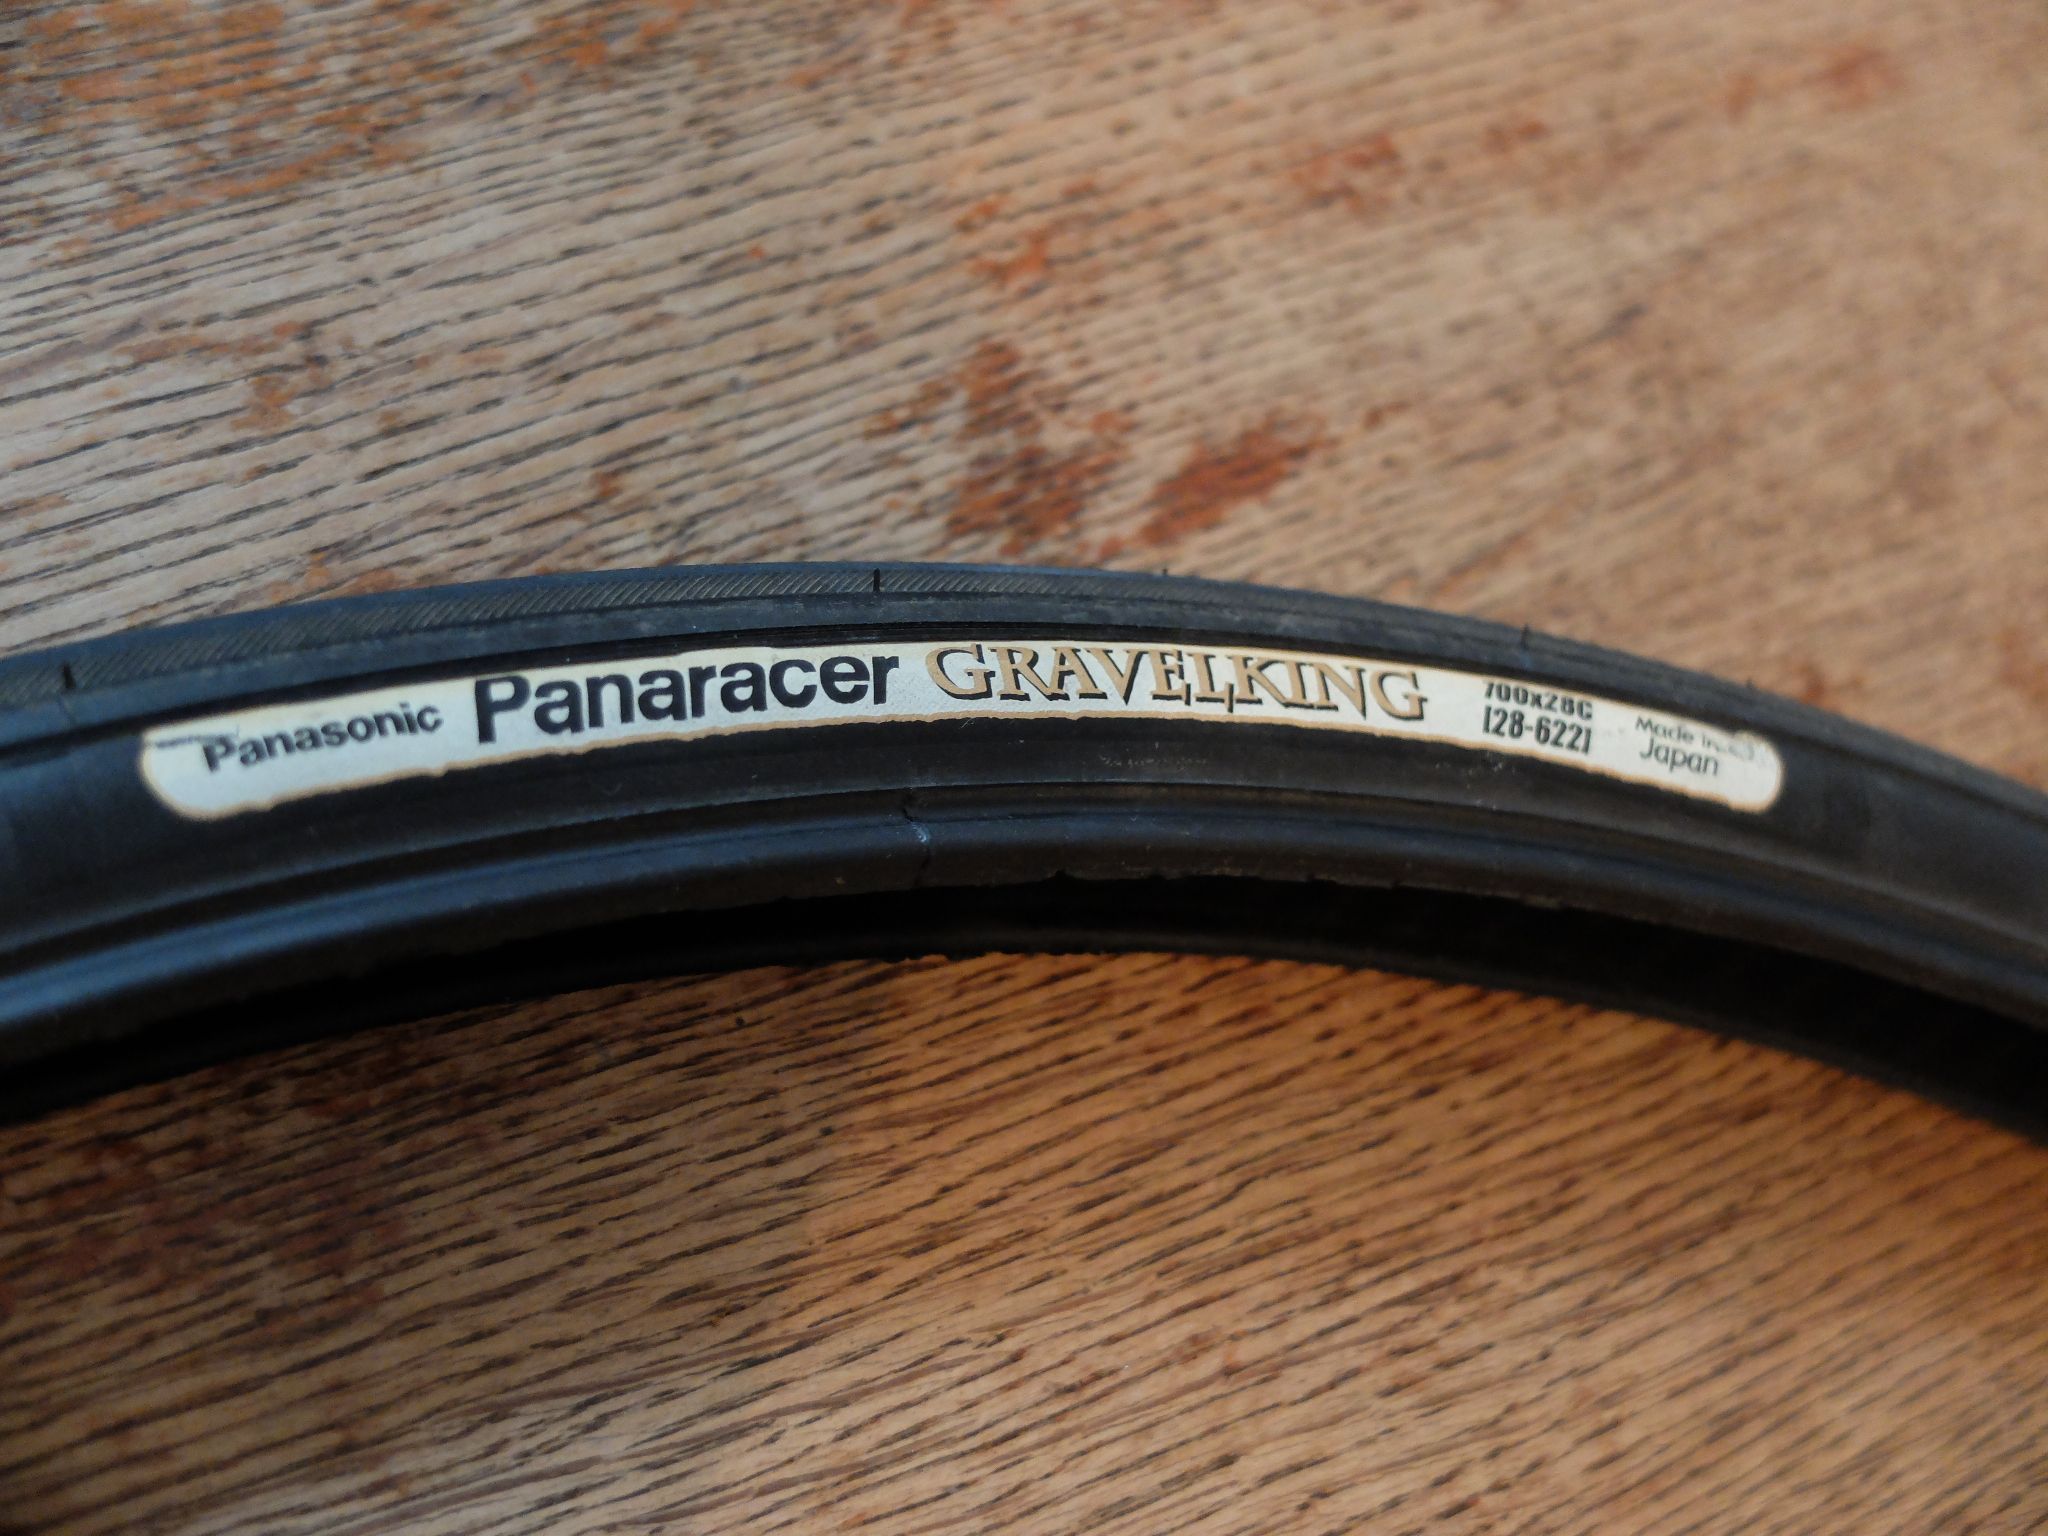 Panasonic Panaracer GRAVELKING
700x28C
[28-622]
Made in
Japan